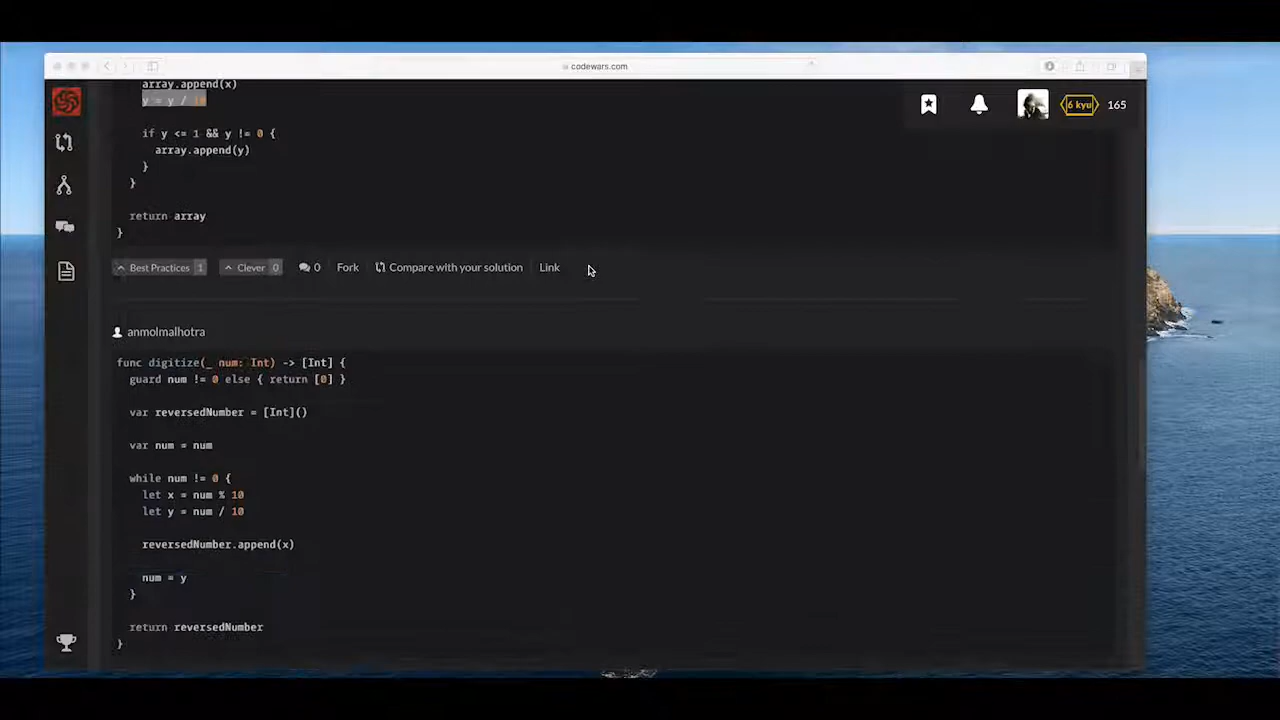 codewars.com
array.append(x)
y = y / 10
6 kyu 165
if y <= 1 && y != 0 {
array.append(y)
}
}
return array
}
Best Practices 1 Clever 0 0 Fork Compare with your solution Link
anmolmalhotra
func digitize(_ num: Int) -> [Int] {
guard num != 0 else { return [0] }
var reversedNumber = [Int]()
var num = num
while num != 0 {
let x = num % 10
let y = num / 10
reversedNumber.append(x)
num = y
}
return reversedNumber
}